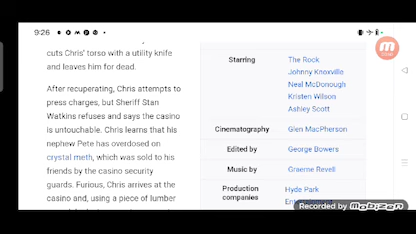 9:26
cuts Chris' torso with a utility knife
and leaves him for dead.
After recuperating, Chris attempts to
press charges, but Sheriff Stan
Watkins refuses and says the casino
is untouchable. Chris learns that his
nephew Pete has overdosed on
crystal meth, which was sold to his
friends by the casino security
guards. Furious, Chris arrives at the
casino and, using a piece of lumber
Starring
The Rock
Johnny Knoxville
Neal McDonough
Kristen Wilson
Ashley Scott
Cinematography
Glen MacPherson
Edited by
George Bowers
Music by
Graeme Revell
Production
companies
Hyde Park
Recorded by Mobizen